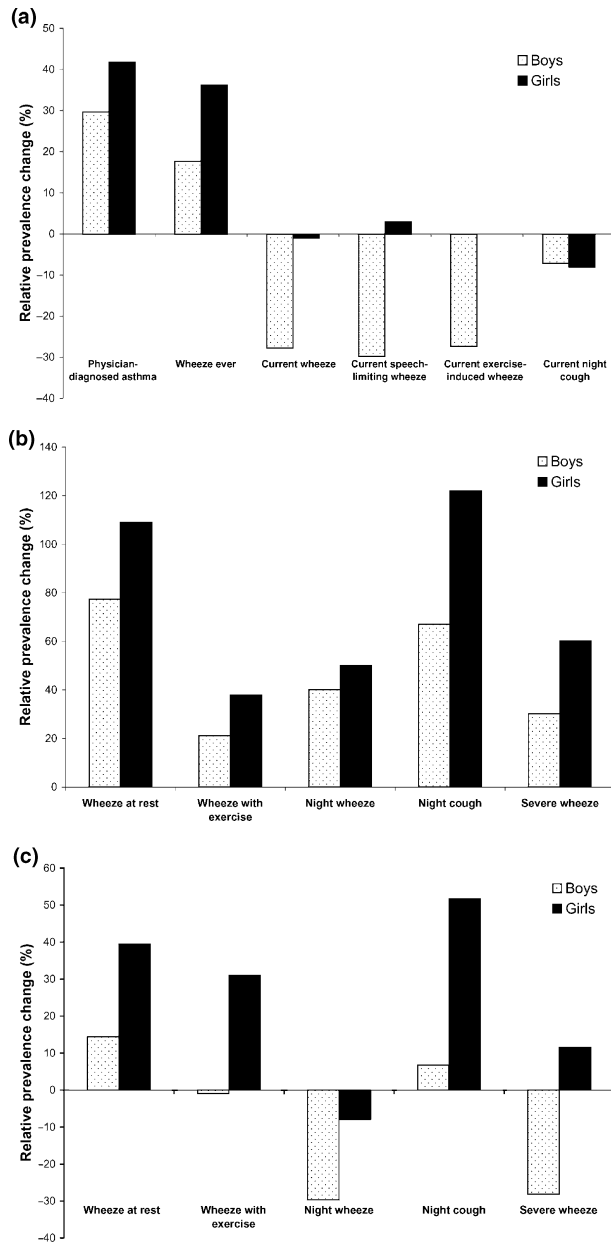 (a)
Relative prevalence change (%)
50
40
30
20
10
0
−10
−20
−30
−40
Boys
Girls
Physician-
diagnosed asthma
Wheeze ever
Current wheeze
Current speech-
limiting wheeze
Current exercise-
induced wheeze
Current night
cough
(b)
Relative prevalence change (%)
140
120
100
80
60
40
20
0
Boys
Girls
Wheeze at rest
Wheeze with
exercise
Night wheeze
Night cough
Severe wheeze
(c)
Relative prevalence change (%)
60
50
40
30
20
10
0
−10
−20
−30
−40
Boys
Girls
Wheeze at rest
Wheeze with
exercise
Night wheeze
Night cough
Severe wheeze